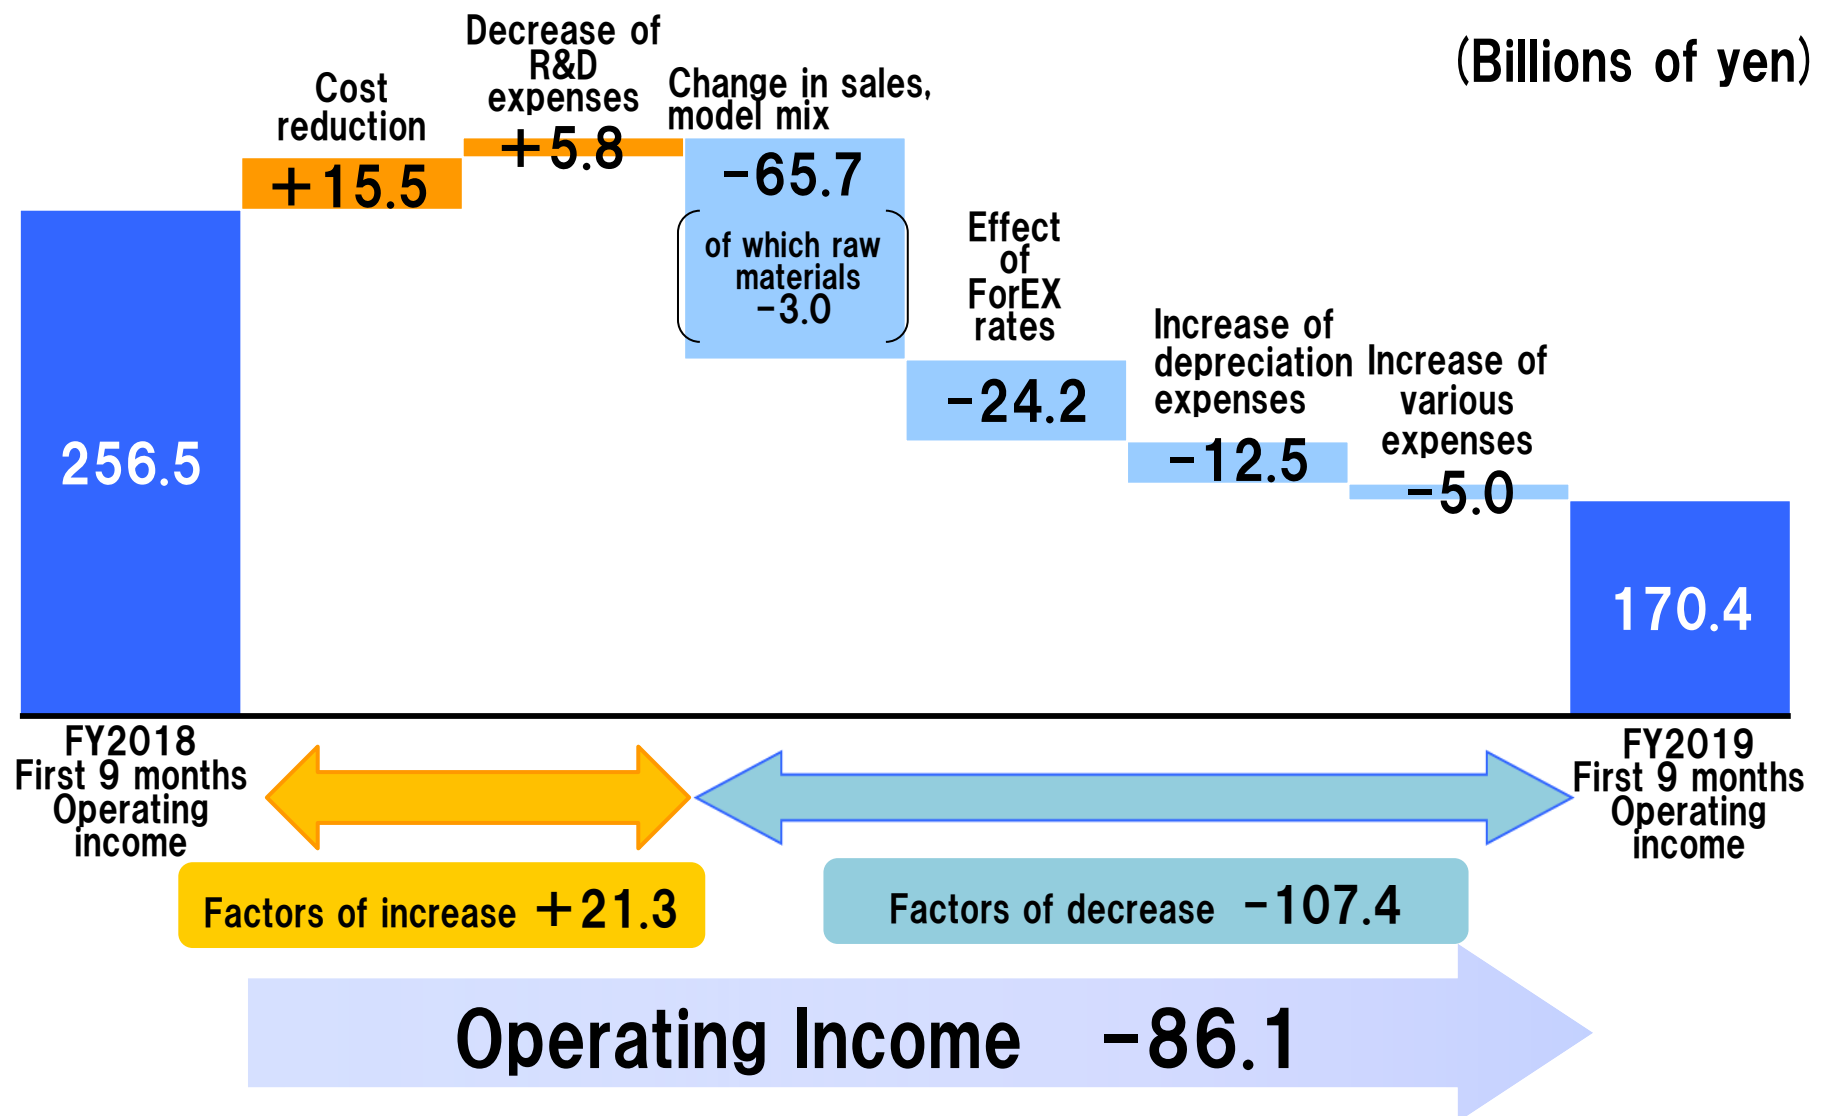 (Billions of yen)
Cost
reduction
+15.5
Decrease of
R&D
expenses
+5.8
Change in sales,
model mix
-65.7
of which raw
materials
-3.0
Effect
of
ForEX
rates
-24.2
Increase of
depreciation
expenses
-12.5
Increase of
various
expenses
-5.0
256.5
170.4
FY2018
First 9 months
Operating
income
FY2019
First 9 months
Operating
income
Factors of increase +21.3
Factors of decrease -107.4
Operating Income -86.1